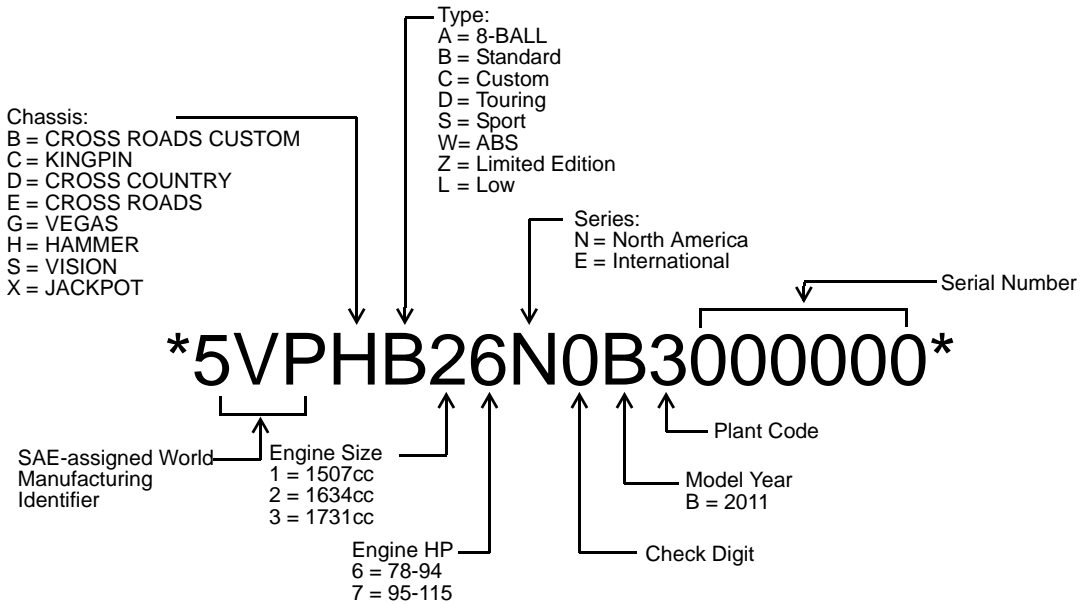 Type:
A = 8-BALL
B = Standard
C = Custom
D = Touring
S = Sport
W= ABS
Z = Limited Edition
L = Low
Chassis:
B = CROSS ROADS CUSTOM
C = KINGPIN
D = CROSS COUNTRY
E = CROSS ROADS
G = VEGAS
H = HAMMER
S = VISION
X = JACKPOT
Series:
N = North America
E = International
Serial Number
*5VPHB26N0B3000000*
SAE-assigned World
Manufacturing
Identifier
Engine Size
1 = 1507cc
2 = 1634cc
3 = 1731cc
Engine HP
6 = 78-94
7 = 95-115
Plant Code
Model Year
B = 2011
Check Digit